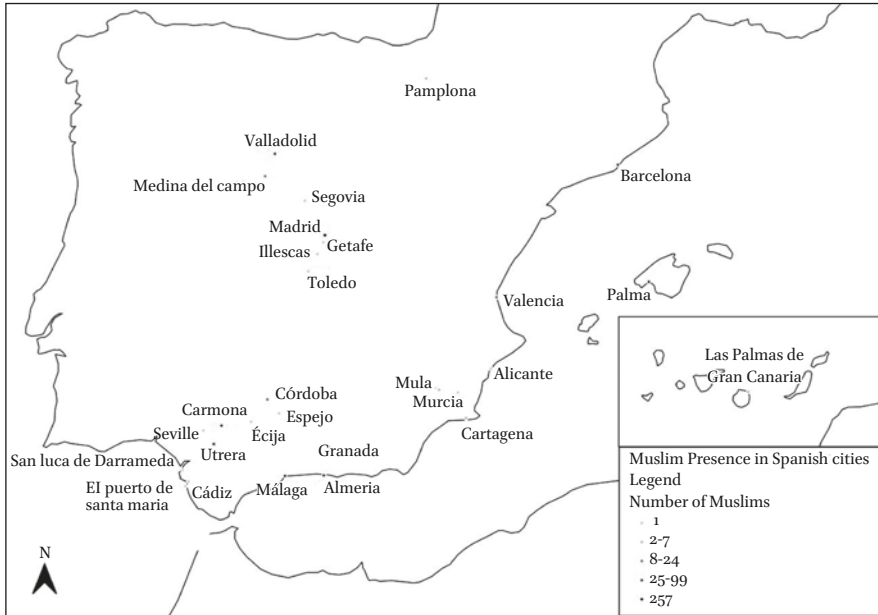 Pamplona
Valladolid
Medina del campo
Segovia
Barcelona
Madrid
Getafe
Illescas
Toledo
Valencia
Palma
Las Palmas de
Gran Canaria
Alicante
Mula
Murcia
Cartagena
Córdoba
Carmona
Espejo
Seville
Écija
Utrera
Granada
San luca de Darrameda
El puerto de
santa maria
Cádiz
Málaga
Almeria
Muslim Presence in Spanish cities
Legend
Number of Muslims
1
2-7
8-24
25-99
257
N